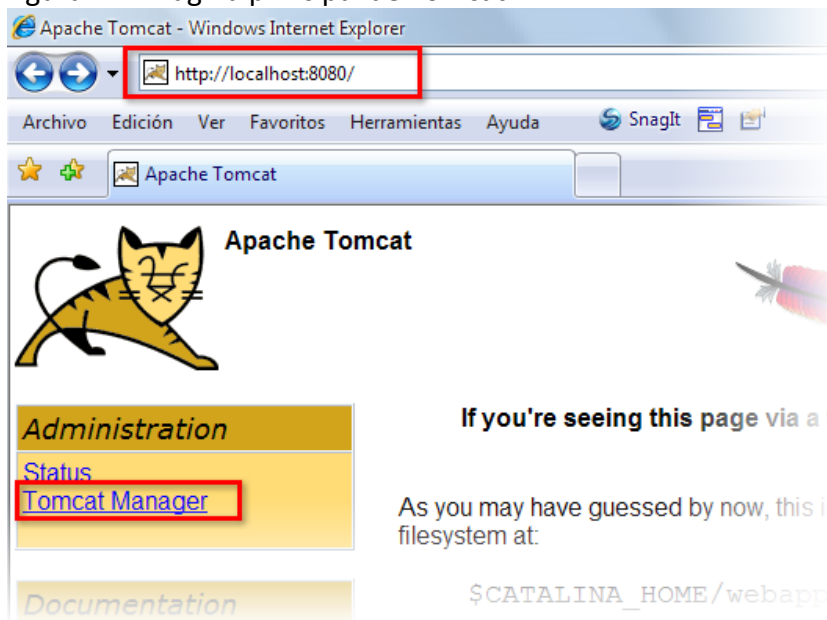 Apache Tomcat - Windows Internet Explorer
http://localhost:8080/
Archivo Edición Ver Favoritos Herramientas Ayuda SnagIt
Apache Tomcat
Apache Tomcat
Administration
Status
Tomcat Manager
Documentation
If you're seeing this page via a
As you may have guessed by now, this i
filesystem at:
$CATALINA_HOME/webapp